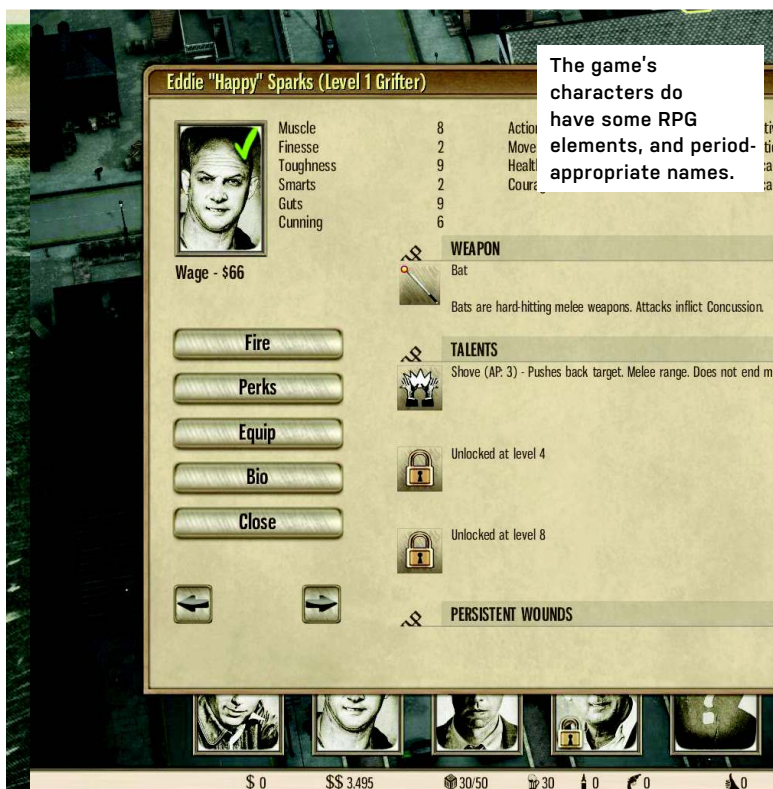 Eddie "Happy" Sparks (Level 1 Grifter)
The game's
characters do
have some RPG
elements, and period-
appropriate names.
Muscle 8
Finesse 2
Toughness 9
Smarts 2
Guts 9
Cunning 6
Move
Wage - $66
WEAPON
Bat
Bats are hard-hitting melee weapons. Attacks inflict Concussion.
Fire
Perks
Equip
Bio
Close
TALENTS
Shove (AP: 3) - Pushes back target. Melee range. Does not end m
Unlocked at level 4
Unlocked at level 8
PERSISTENT WOUNDS
$ 0 $$ 3,495 30/50 30 0 0 0